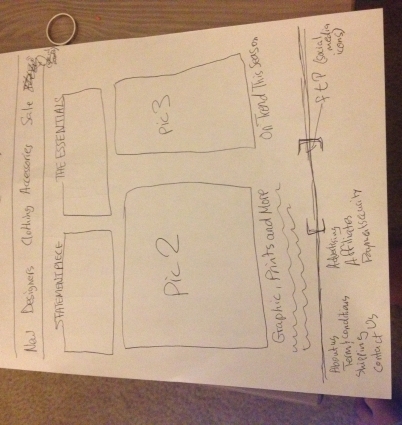 New Designers Clothing Accessories Sale
STATEMENT PIECE
THE ESSENTIALS
Pic 2
Pic 3
Graphic, Prints and More
On Trend This Season
f t P (Social media icons)
About us
Terms/conditions
Shipping
Contact Us
Advertising
Affiliates
Payment Security